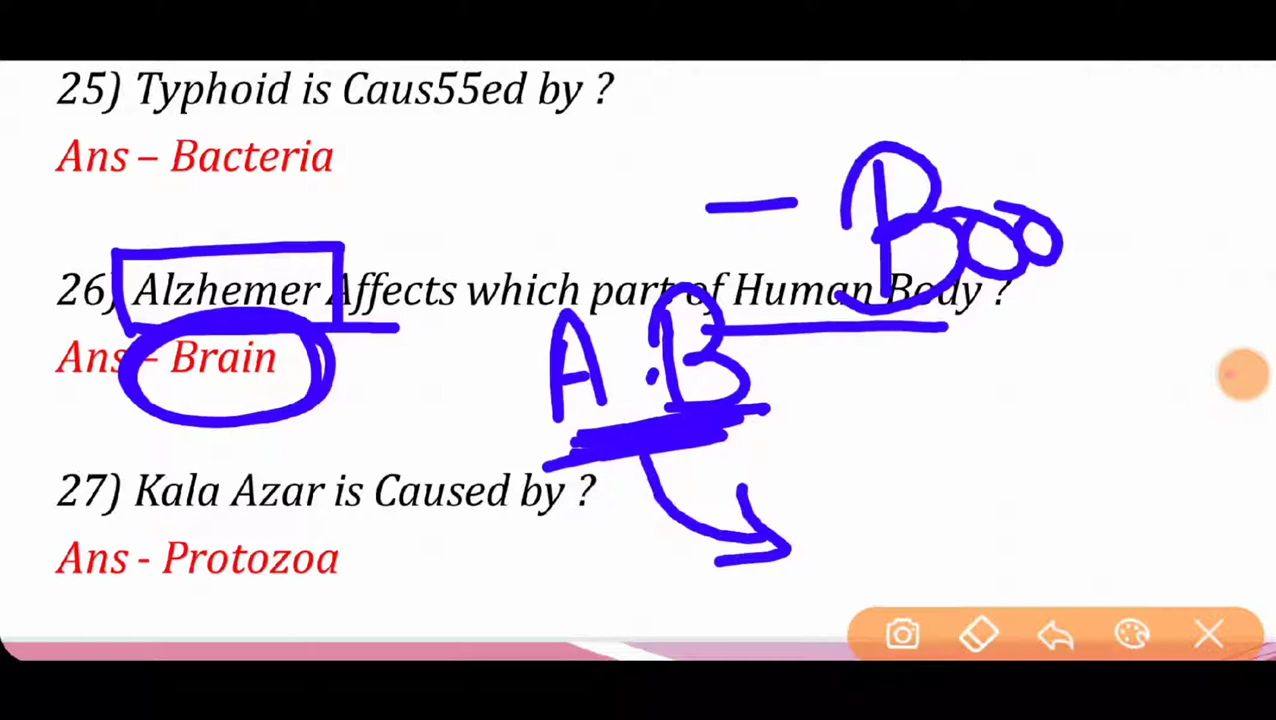 25) Typhoid is Caus55ed by ?
Ans – Bacteria
– Boo
26) Alzhemer Affects which part of Human Body ?
Ans – Brain
A . B
27) Kala Azar is Caused by ?
Ans - Protozoa